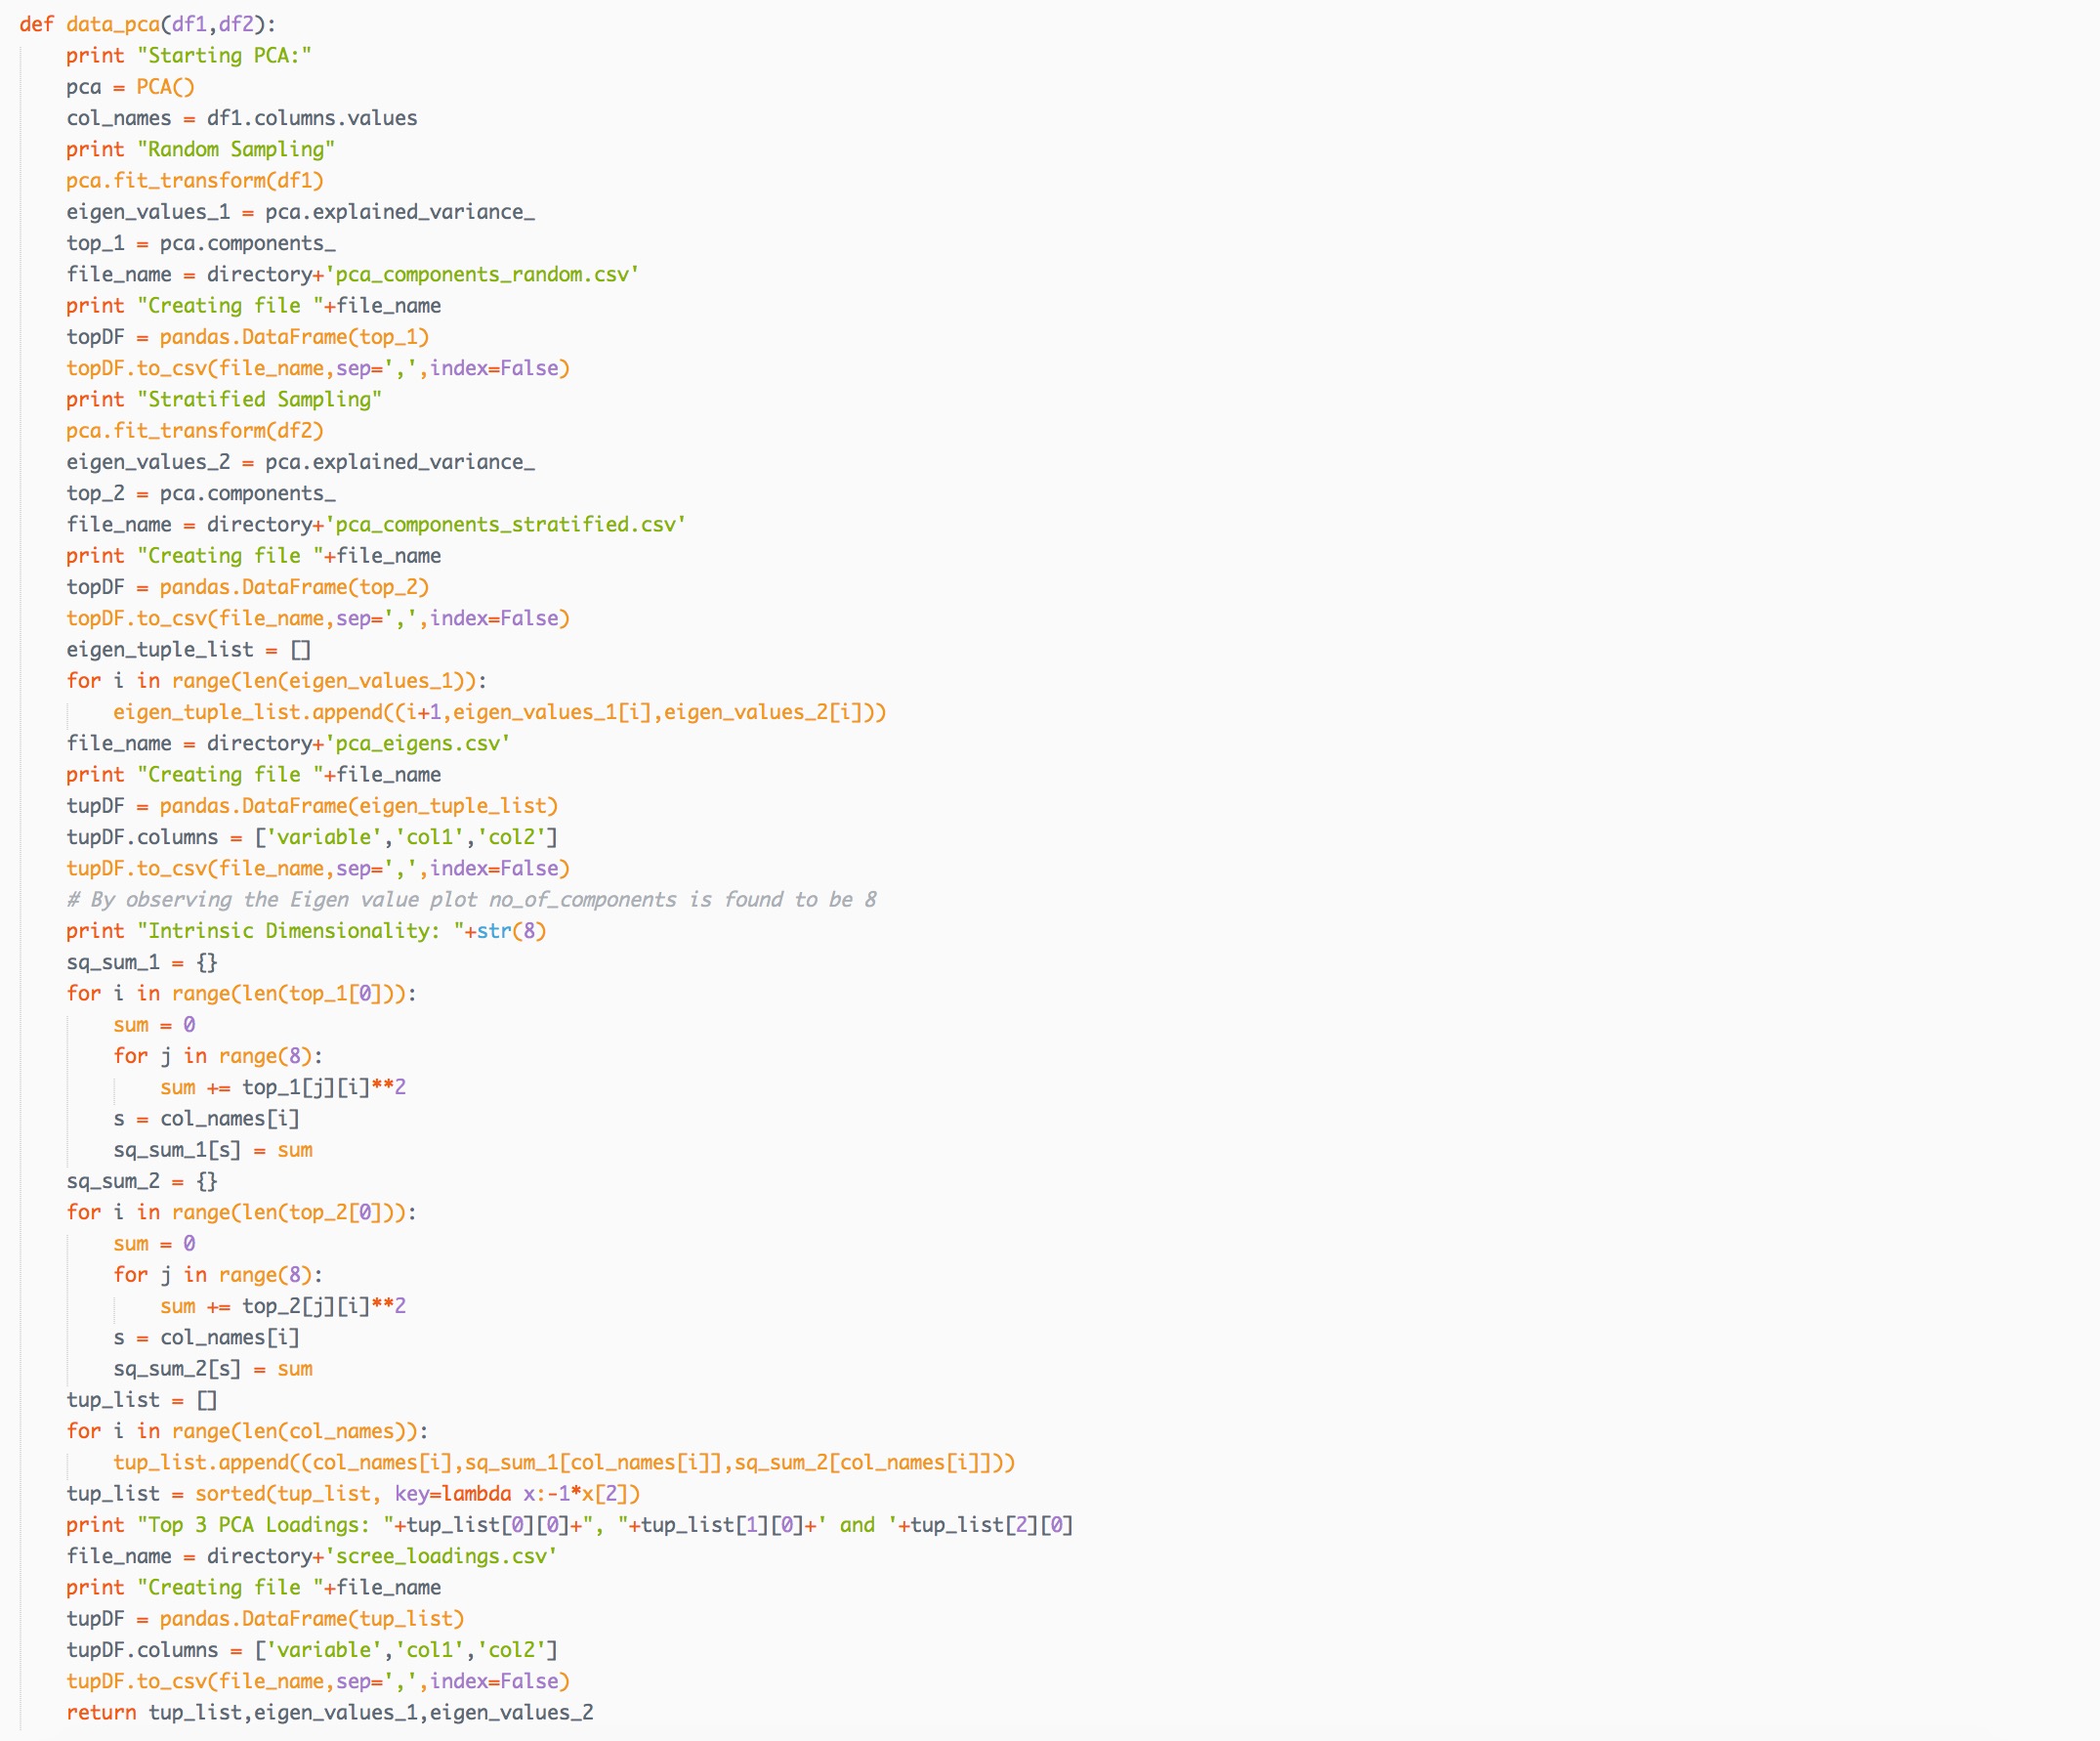 def data_pca(df1,df2):
    print "Starting PCA:"
    pca = PCA()
    col_names = df1.columns.values
    print "Random Sampling"
    pca.fit_transform(df1)
    eigen_values_1 = pca.explained_variance_
    top_1 = pca.components_
    file_name = directory+'pca_components_random.csv'
    print "Creating file "+file_name
    topDF = pandas.DataFrame(top_1)
    topDF.to_csv(file_name,sep=',',index=False)
    print "Stratified Sampling"
    pca.fit_transform(df2)
    eigen_values_2 = pca.explained_variance_
    top_2 = pca.components_
    file_name = directory+'pca_components_stratified.csv'
    print "Creating file "+file_name
    topDF = pandas.DataFrame(top_2)
    topDF.to_csv(file_name,sep=',',index=False)
    eigen_tuple_list = []
    for i in range(len(eigen_values_1)):
        eigen_tuple_list.append((i+1,eigen_values_1[i],eigen_values_2[i]))
    file_name = directory+'pca_eigens.csv'
    print "Creating file "+file_name
    tupDF = pandas.DataFrame(eigen_tuple_list)
    tupDF.columns = ['variable','col1','col2']
    tupDF.to_csv(file_name,sep=',',index=False)
    # By observing the Eigen value plot no_of_components is found to be 8
    print "Intrinsic Dimensionality: "+str(8)
    sq_sum_1 = {}
    for i in range(len(top_1[0])):
        sum = 0
        for j in range(8):
            sum += top_1[j][i]**2
        s = col_names[i]
        sq_sum_1[s] = sum
    sq_sum_2 = {}
    for i in range(len(top_2[0])):
        sum = 0
        for j in range(8):
            sum += top_2[j][i]**2
        s = col_names[i]
        sq_sum_2[s] = sum
    tup_list = []
    for i in range(len(col_names)):
        tup_list.append((col_names[i],sq_sum_1[col_names[i]],sq_sum_2[col_names[i]]))
    tup_list = sorted(tup_list, key=lambda x:-1*x[2])
    print "Top 3 PCA Loadings: "+tup_list[0][0]+", "+tup_list[1][0]+' and '+tup_list[2][0]
    file_name = directory+'scree_loadings.csv'
    print "Creating file "+file_name
    tupDF = pandas.DataFrame(tup_list)
    tupDF.columns = ['variable','col1','col2']
    tupDF.to_csv(file_name,sep=',',index=False)
    return tup_list,eigen_values_1,eigen_values_2